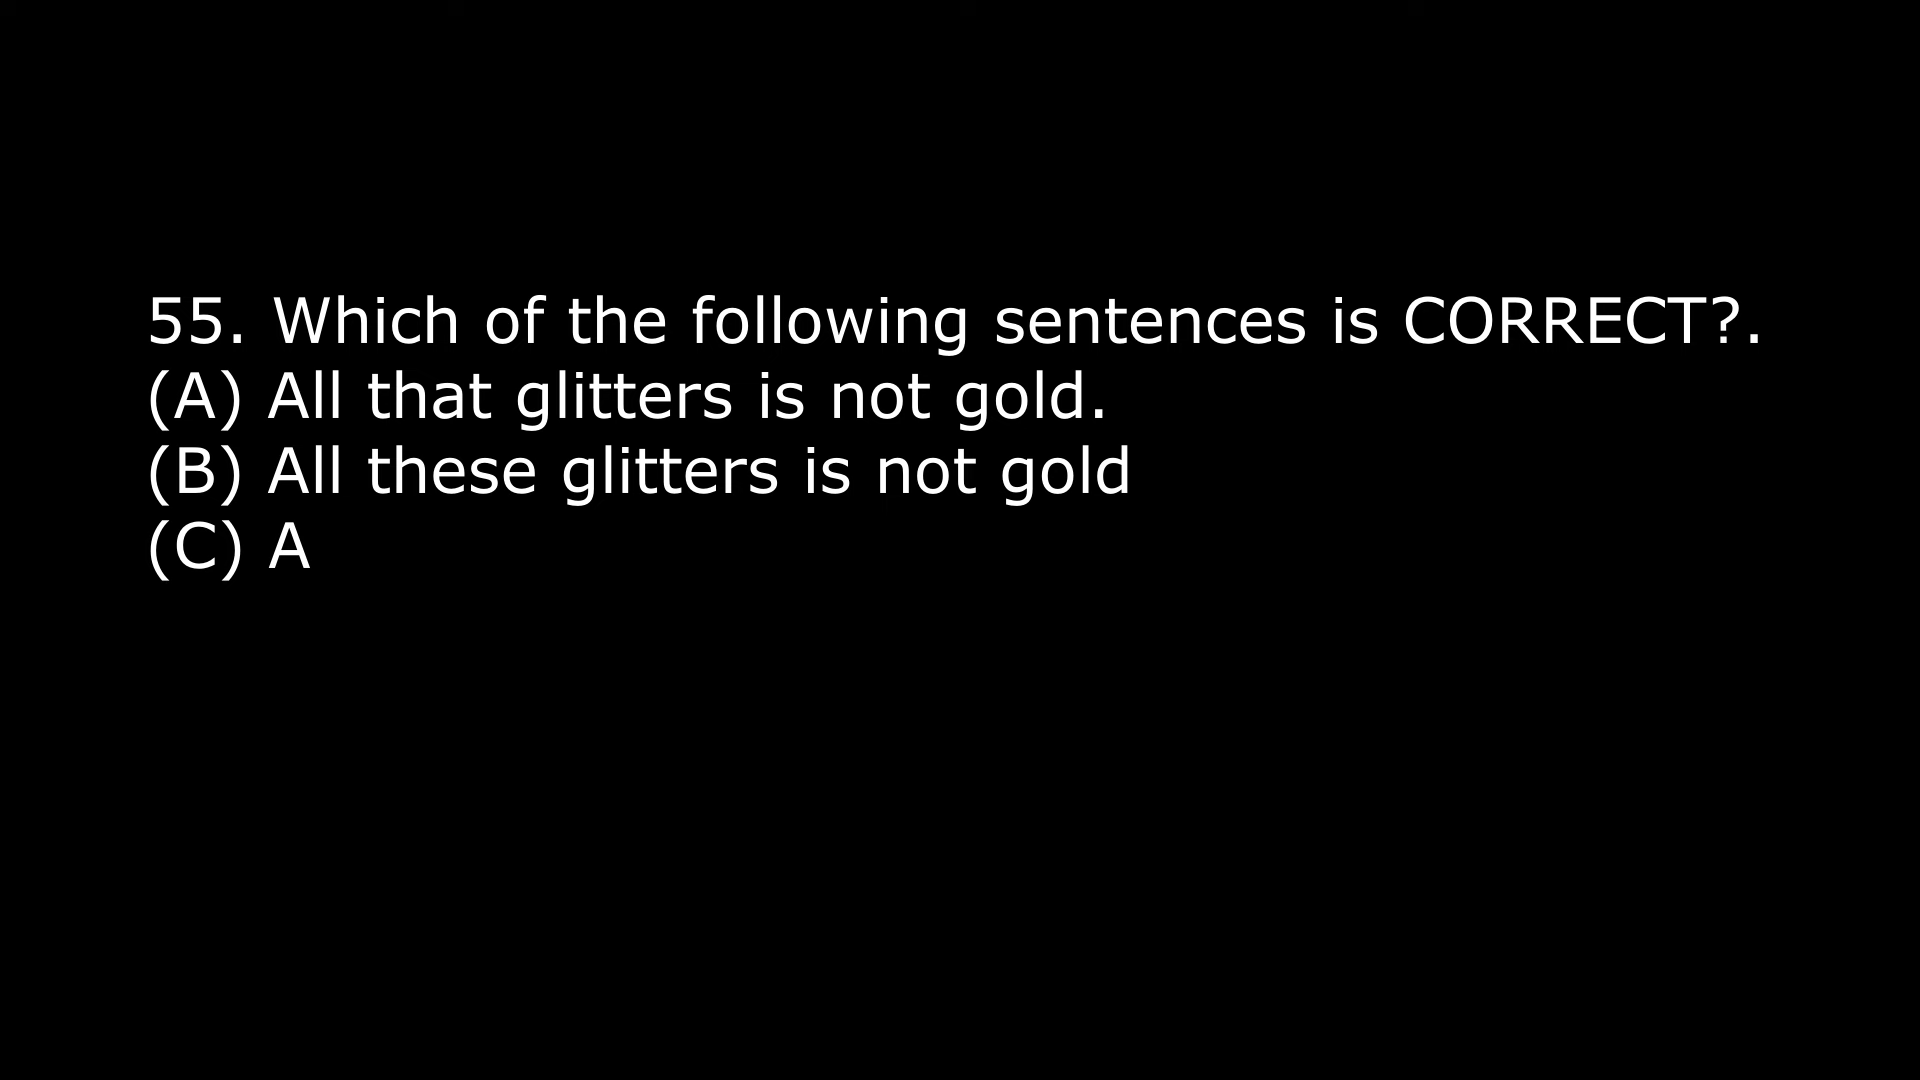 55. Which of the following sentences is CORRECT?.
(A) All that glitters is not gold.
(B) All these glitters is not gold
(C) A